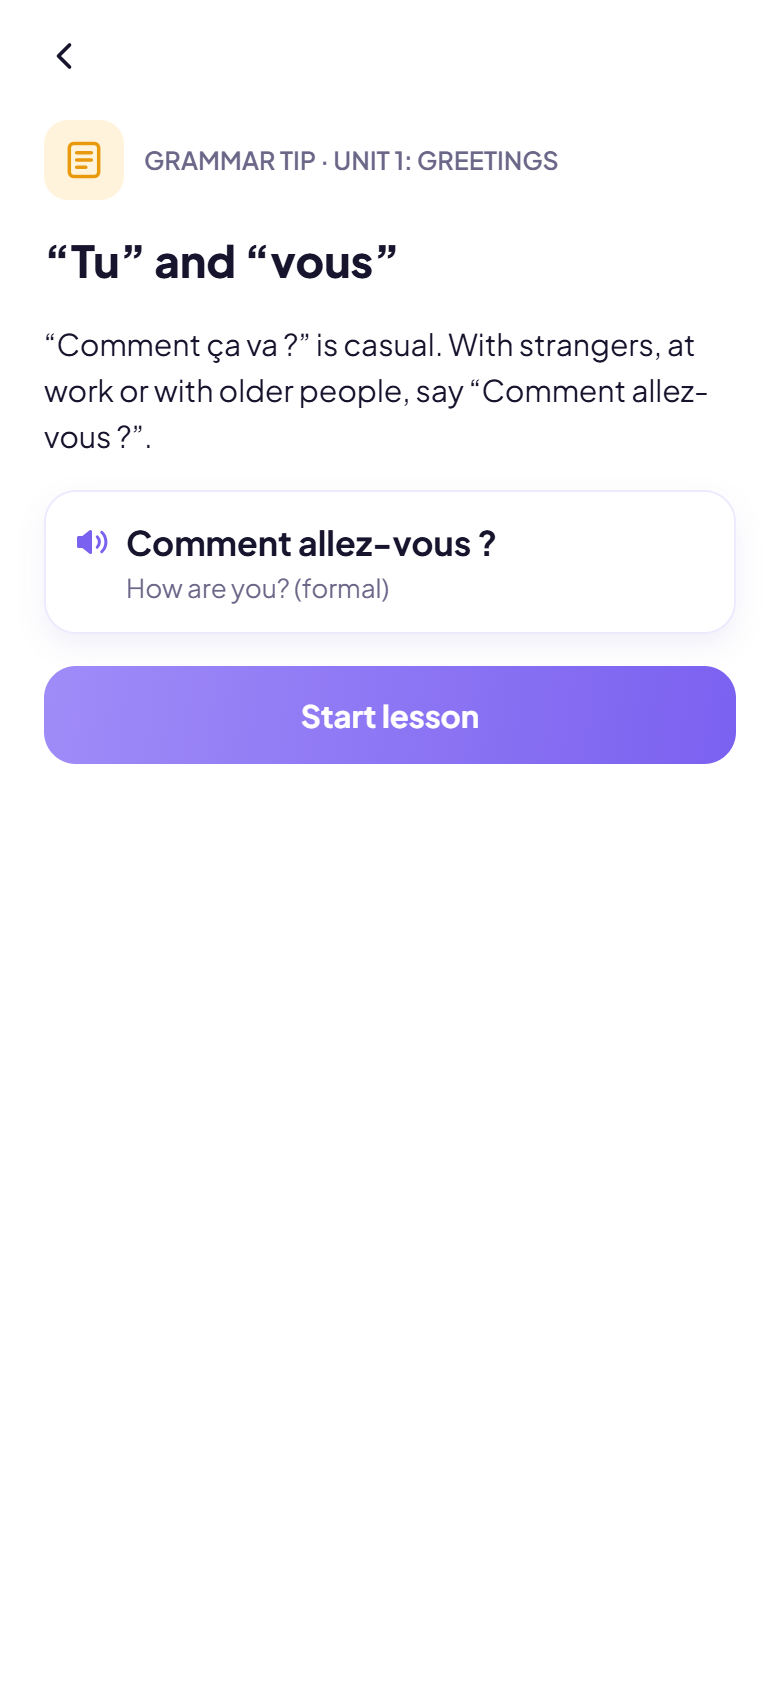 GRAMMAR TIP · UNIT 1: GREETINGS
“Tu” and “vous”
“Comment ça va ?” is casual. With strangers, at
work or with older people, say “Comment allez-
vous ?”.
Comment allez-vous ?
How are you? (formal)
Start lesson